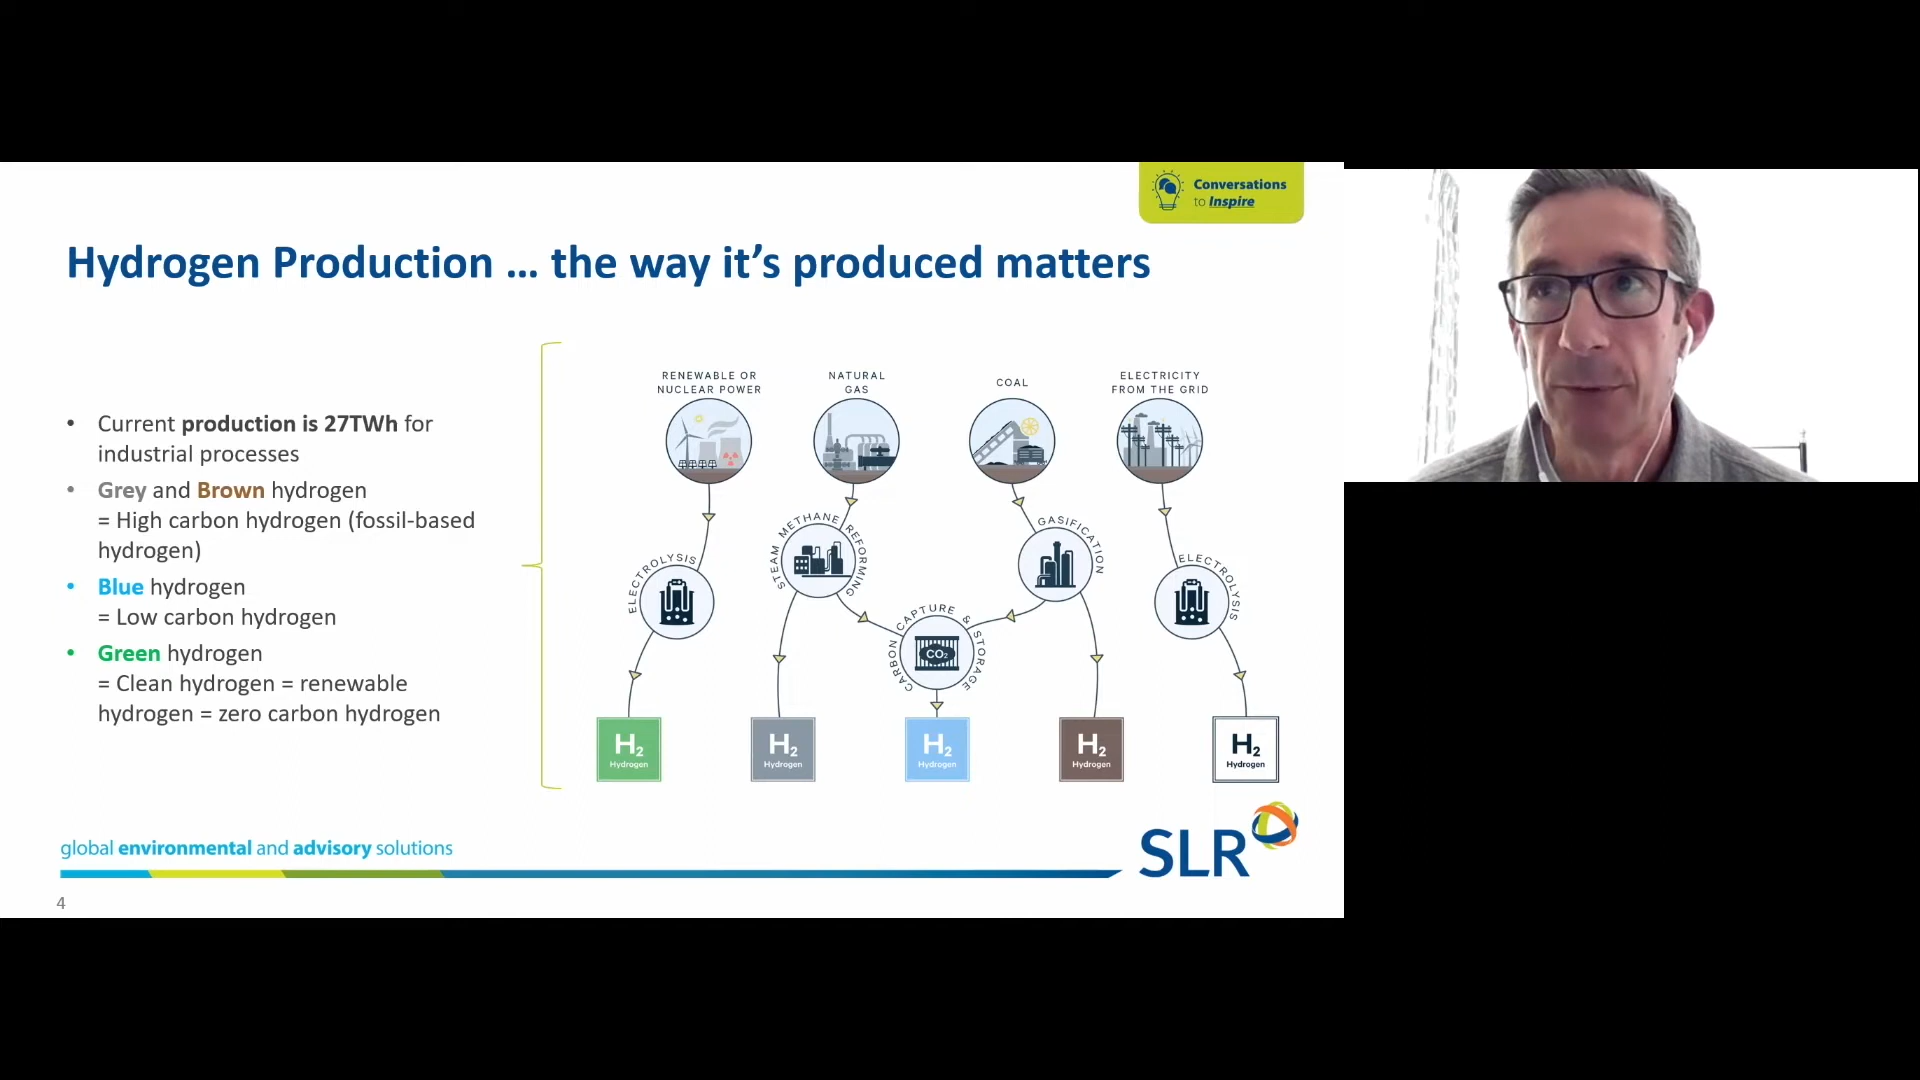 Conversations
to Inspire
Hydrogen Production ... the way it's produced matters
• Current production is 27TWh for
industrial processes
• Grey and Brown hydrogen
= High carbon hydrogen (fossil-based
hydrogen)
• Blue hydrogen
= Low carbon hydrogen
• Green hydrogen
= Clean hydrogen = renewable
hydrogen = zero carbon hydrogen
RENEWABLE OR
NUCLEAR POWER
NATURAL
GAS
COAL
ELECTRICITY
FROM THE GRID
ELECTROLYSIS
STEAM METHANE REFORMING
GASIFICATION
ELECTROLYSIS
CARBON CAPTURE & STORAGE
CO₂
H₂
Hydrogen
H₂
Hydrogen
H₂
Hydrogen
H₂
Hydrogen
H₂
Hydrogen
global environmental and advisory solutions
SLR
4